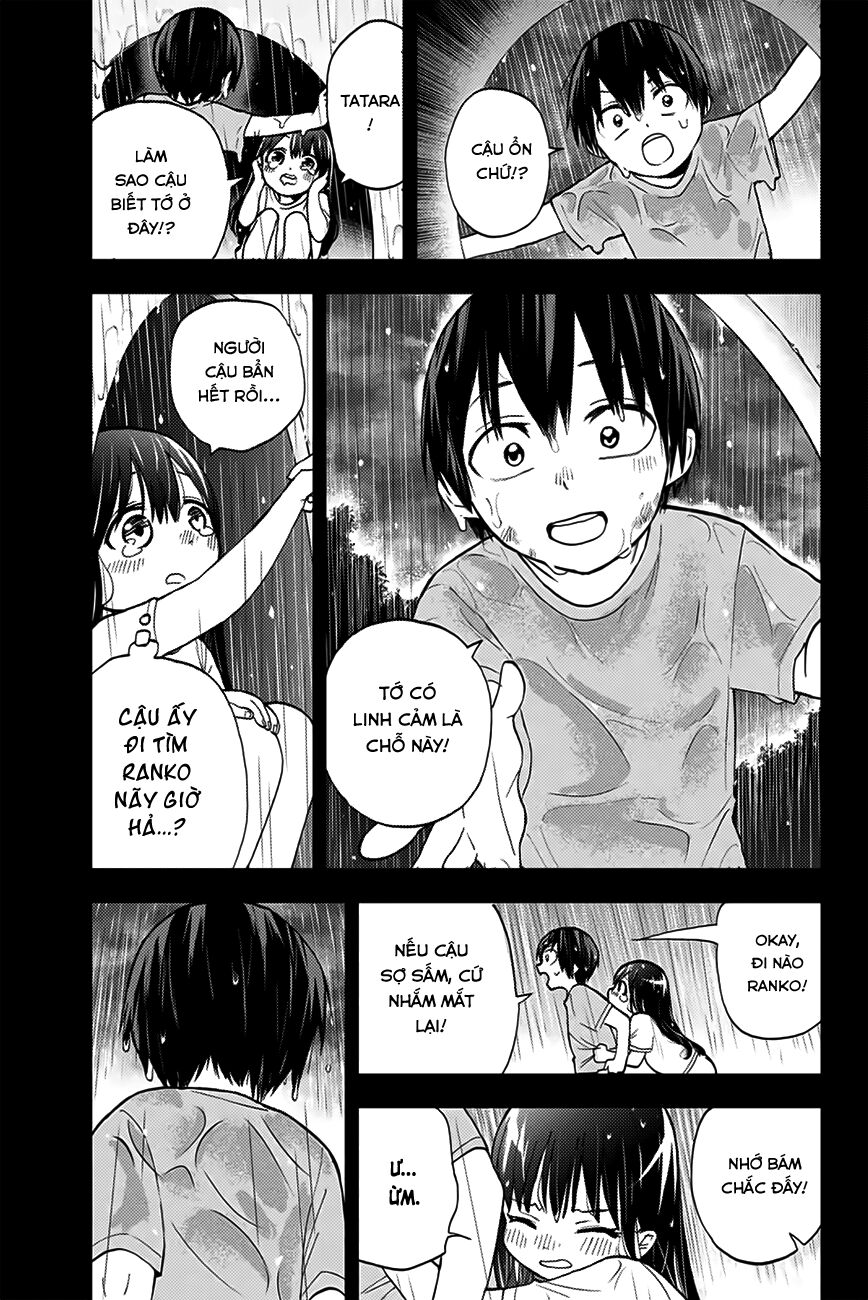 CẬU ỔN
CHỨ!?
TATARA
!
LÀM
SAO CẬU
BIẾT TỚ Ở
ĐÂY!?
TỚ CÓ
LINH CẢM LÀ
CHỖ NÀY!
NGƯỜI
CẬU BẨN
HẾT RỒI...
CẬU ẤY
ĐI TÌM
RANKO
NÃY GIỜ
HẢ...?
OKAY,
ĐI NÀO
RANKO!
NẾU CẬU
SỢ SẤM, CỨ
NHẮM MẮT
LẠI!
NHỚ BÁM
CHẮC ĐẤY!
Ư...
ỪM.